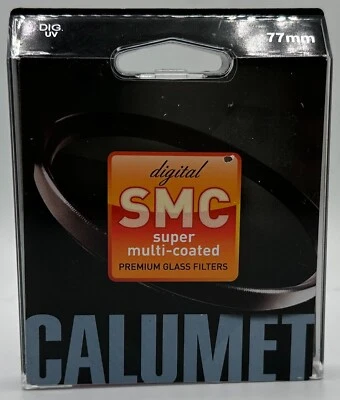 DIG.
UV
77mm
digital
SMC
super
multi-coated
PREMIUM GLASS FILTERS
CALUMET